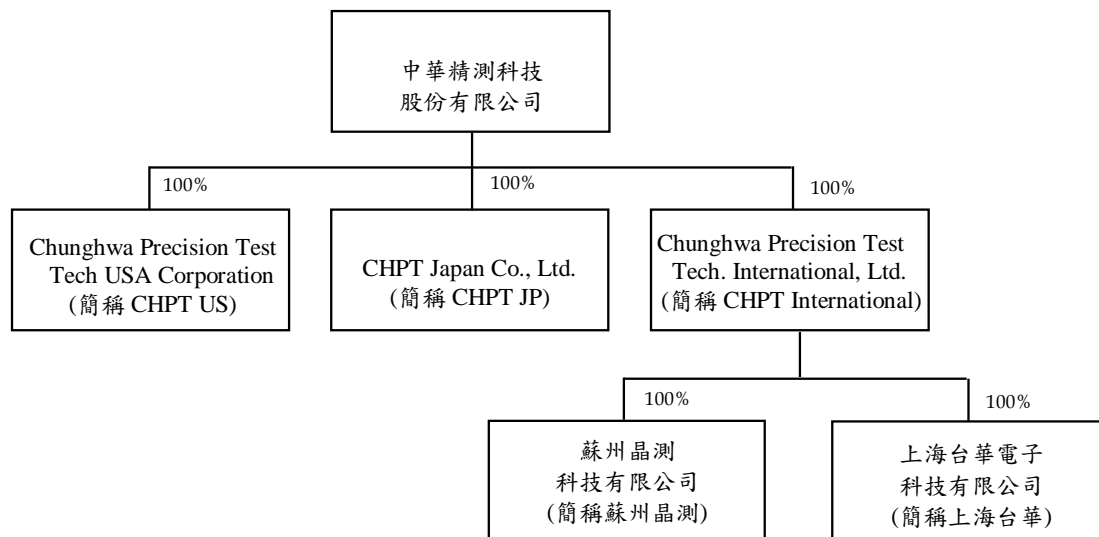 中華精測科技
股份有限公司
100%
100%
100%
Chunghwa Precision Test
Tech USA Corporation
(簡稱 CHPT US)
CHPT Japan Co., Ltd.
(簡稱 CHPT JP)
Chunghwa Precision Test
Tech. International, Ltd.
(簡稱 CHPT International)
100%
100%
蘇州晶測
科技有限公司
(簡稱蘇州晶測)
上海台華電子
科技有限公司
(簡稱上海台華)